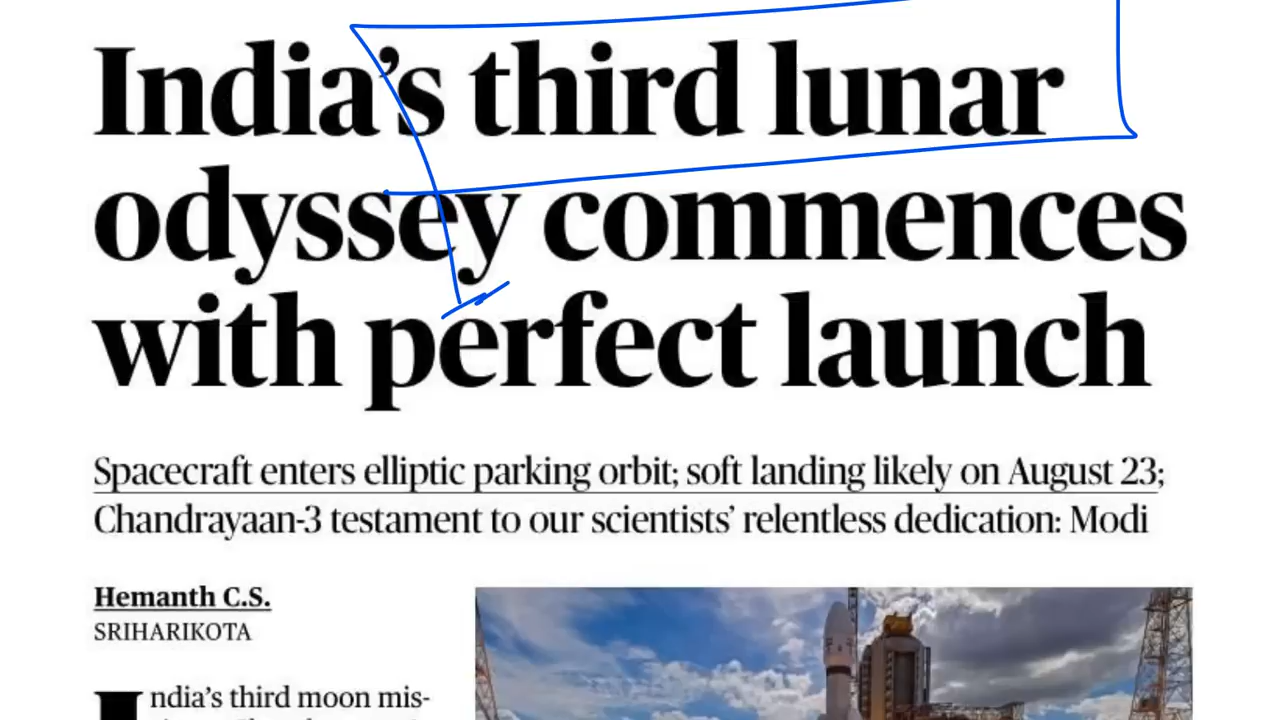 India’s third lunar
odyssey commences
with perfect launch
Spacecraft enters elliptic parking orbit; soft landing likely on August 23;
Chandrayaan-3 testament to our scientists’ relentless dedication: Modi
Hemanth C.S.
SRIHARIKOTA
India’s third moon mis-